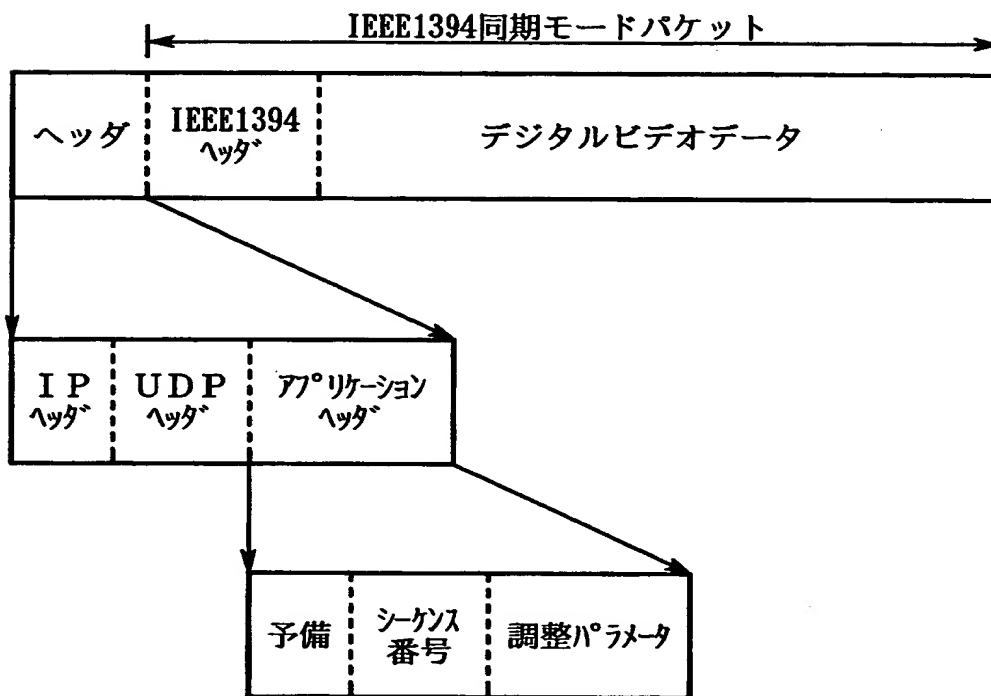 IEEE1394同期モードパケット
ヘッダ
IEEE1394
ヘッダ
デジタルビデオデータ
IP
ヘッダ
UDP
ヘッダ
アプリケーション
ヘッダ
予備
シーケンス
番号
調整パラメータ